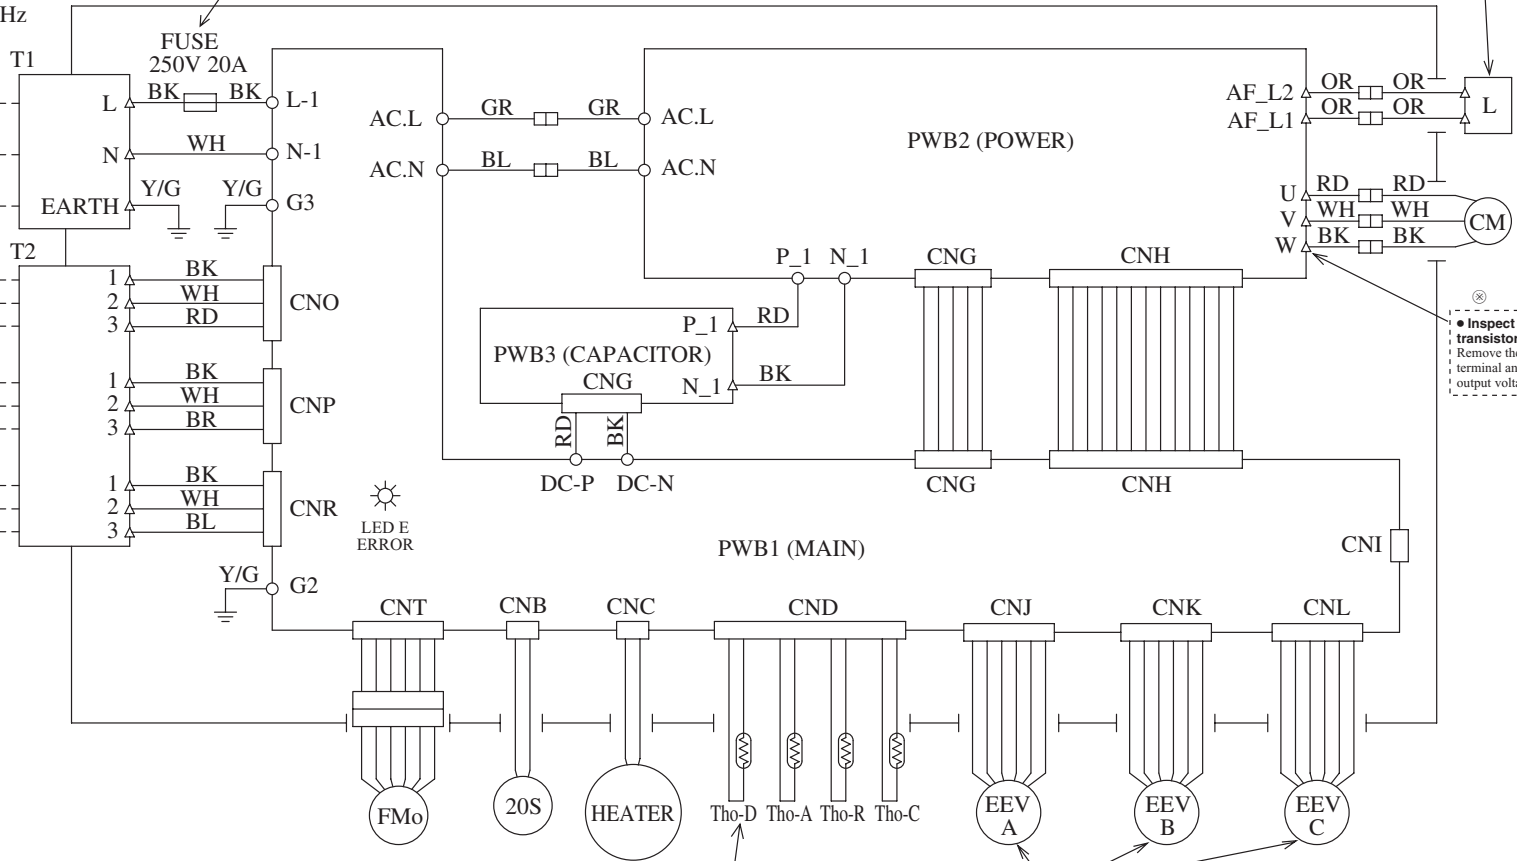 Hz
FUSE
250V 20A
T1
L BK BK L-1
N WH N-1
EARTH Y/G Y/G G3
AC.L GR GR AC.L
AC.N BL BL AC.N
PWB2 (POWER)
AF_L2 OR OR
AF_L1 OR OR
L
U RD RD
V WH WH
W BK BK
CM
T2
1 BK
2 WH
3 RD
CNO
1 BK
2 WH
3 BR
CNP
1 BK
2 WH
3 BL
CNR
Y/G G2
P_1 N_1
CNG CNH
P_1 RD
PWB3 (CAPACITOR)
CNG
N_1 BK
RD BK
DC-P DC-N
CNG CNH
※
● Inspect
transistor
Remove the
terminal an
output volta
LED E
ERROR
PWB1 (MAIN)
CNI
CNT CNB CNC CND CNJ CNK CNL
FMo 20S HEATER Tho-D Tho-A Tho-R Tho-C
EEV
A
EEV
B
EEV
C